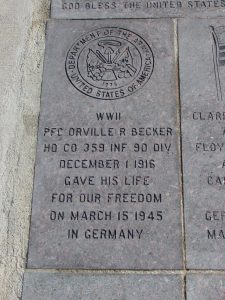 GOD BLESS THE UNITED STATES
DEPARTMENT OF THE ARMY
UNITED STATES OF AMERICA
1775
WWII
PFC ORVILLE R BECKER
HQ CO 359 INF 90 DIV
DECEMBER 1 1916
GAVE HIS LIFE
FOR OUR FREEDOM
ON MARCH 15 1945
IN GERMANY